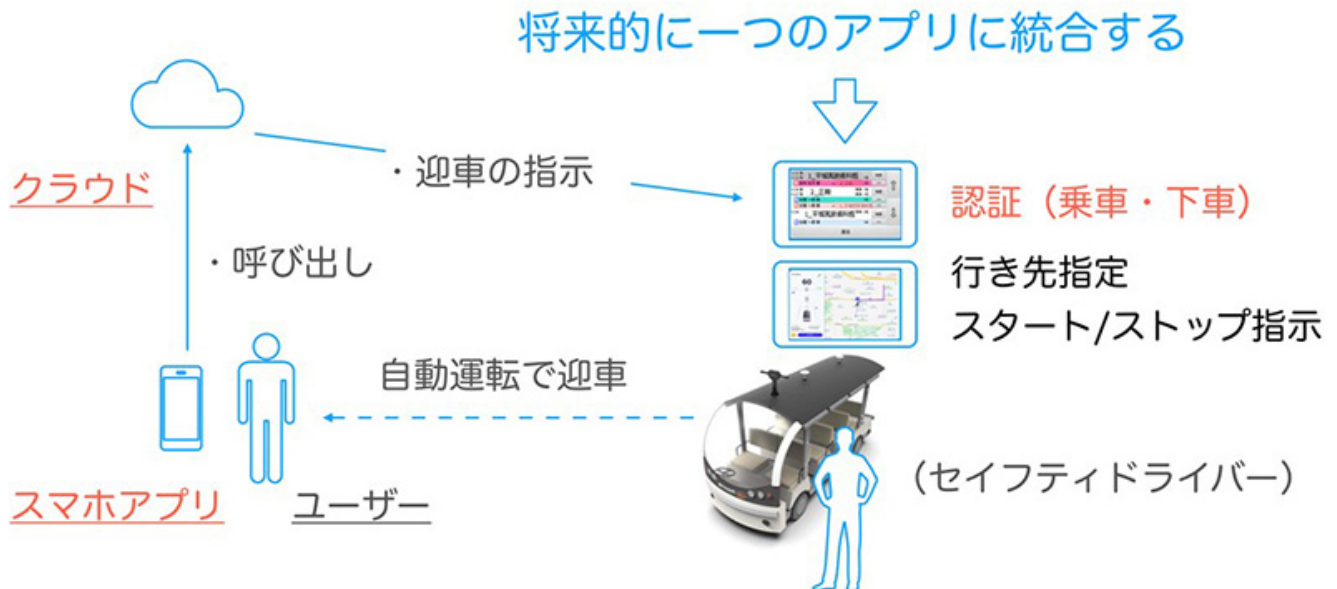 将来的に一つのアプリに統合する
クラウド
・迎車の指示
・呼び出し
認証（乗車・下車）
行き先指定
スタート/ストップ指示
60
自動運転で迎車
（セイフティドライバー）
スマホアプリ
ユーザー